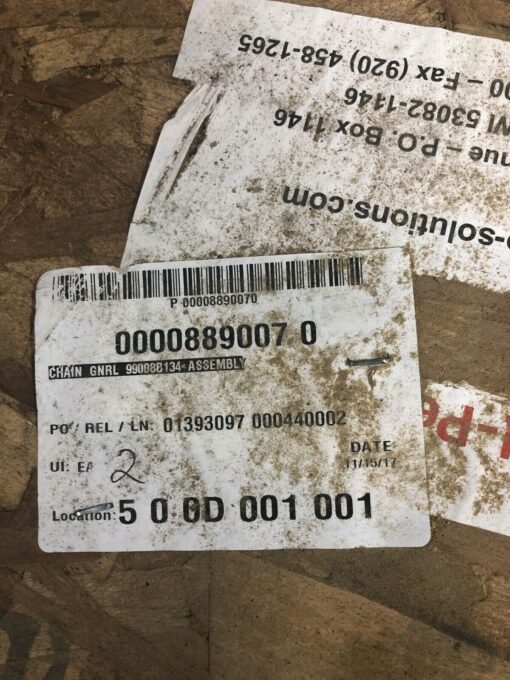 00 – Fax (920) 458-1265
WI 53082-1146
nue – P.O. Box 1146
-solutions.com
P 00008890070
0000889007 0
CHAIN GNRL 99008B134 ASSEMBLY
PO / REL / LN: 01393097 000440002
UI: EA 2
DATE
11/15/17
Location: 5 0 0D 001 001